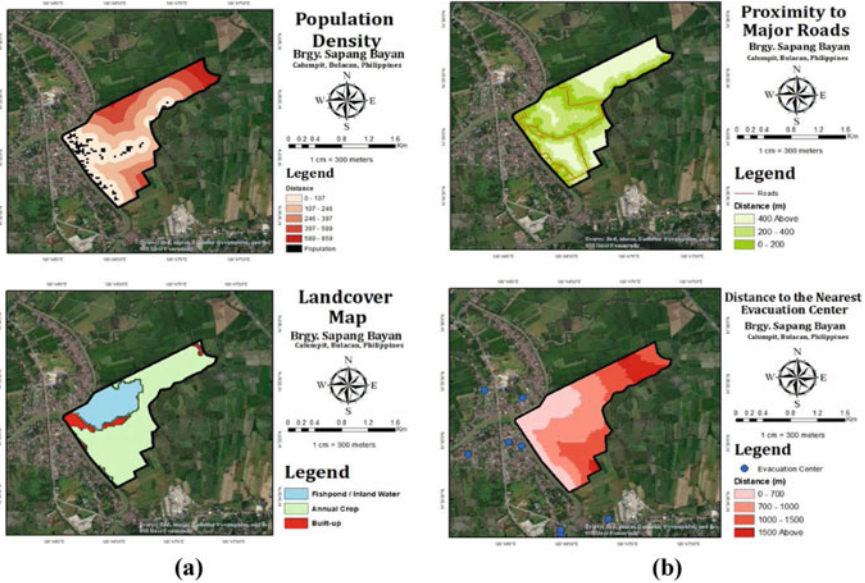 Population
Density
Brgy. Sapang Bayan
Calumpit, Bulacan, Philippines
N
W E
S
0 0.2 0.4 0.8 1.2 1.6
Km
1 cm = 300 meters
Legend
Distance
0 - 107
107 - 246
246 - 397
397 - 589
Population
Proximity to
Major Roads
Brgy. Sapang Bayan
Calumpit, Bulacan, Philippines
N
W E
S
0 0.2 0.4 0.8 1.2 1.6
Km
1 cm = 300 meters
Legend
Roads
Distance (m)
400 Above
200 - 400
0 - 200
Landcover
Map
Brgy. Sapang Bayan
Calumpit, Bulacan, Philippines
N
W E
S
0 0.2 0.4 0.8 1.2 1.6
Km
1 cm = 300 meters
Legend
Fishpond / Inland Water
Annual Crop
Built-up
Distance to the Nearest
Evacuation Center
Brgy. Sapang Bayan
Calumpit, Bulacan, Philippines
N
W E
S
0 0.2 0.4 0.8 1.2 1.6
Km
1 cm = 300 meters
Legend
Evacuation Center
Distance (m)
0 - 700
700 - 1000
1000 - 1500
1500 Above
(a)
(b)